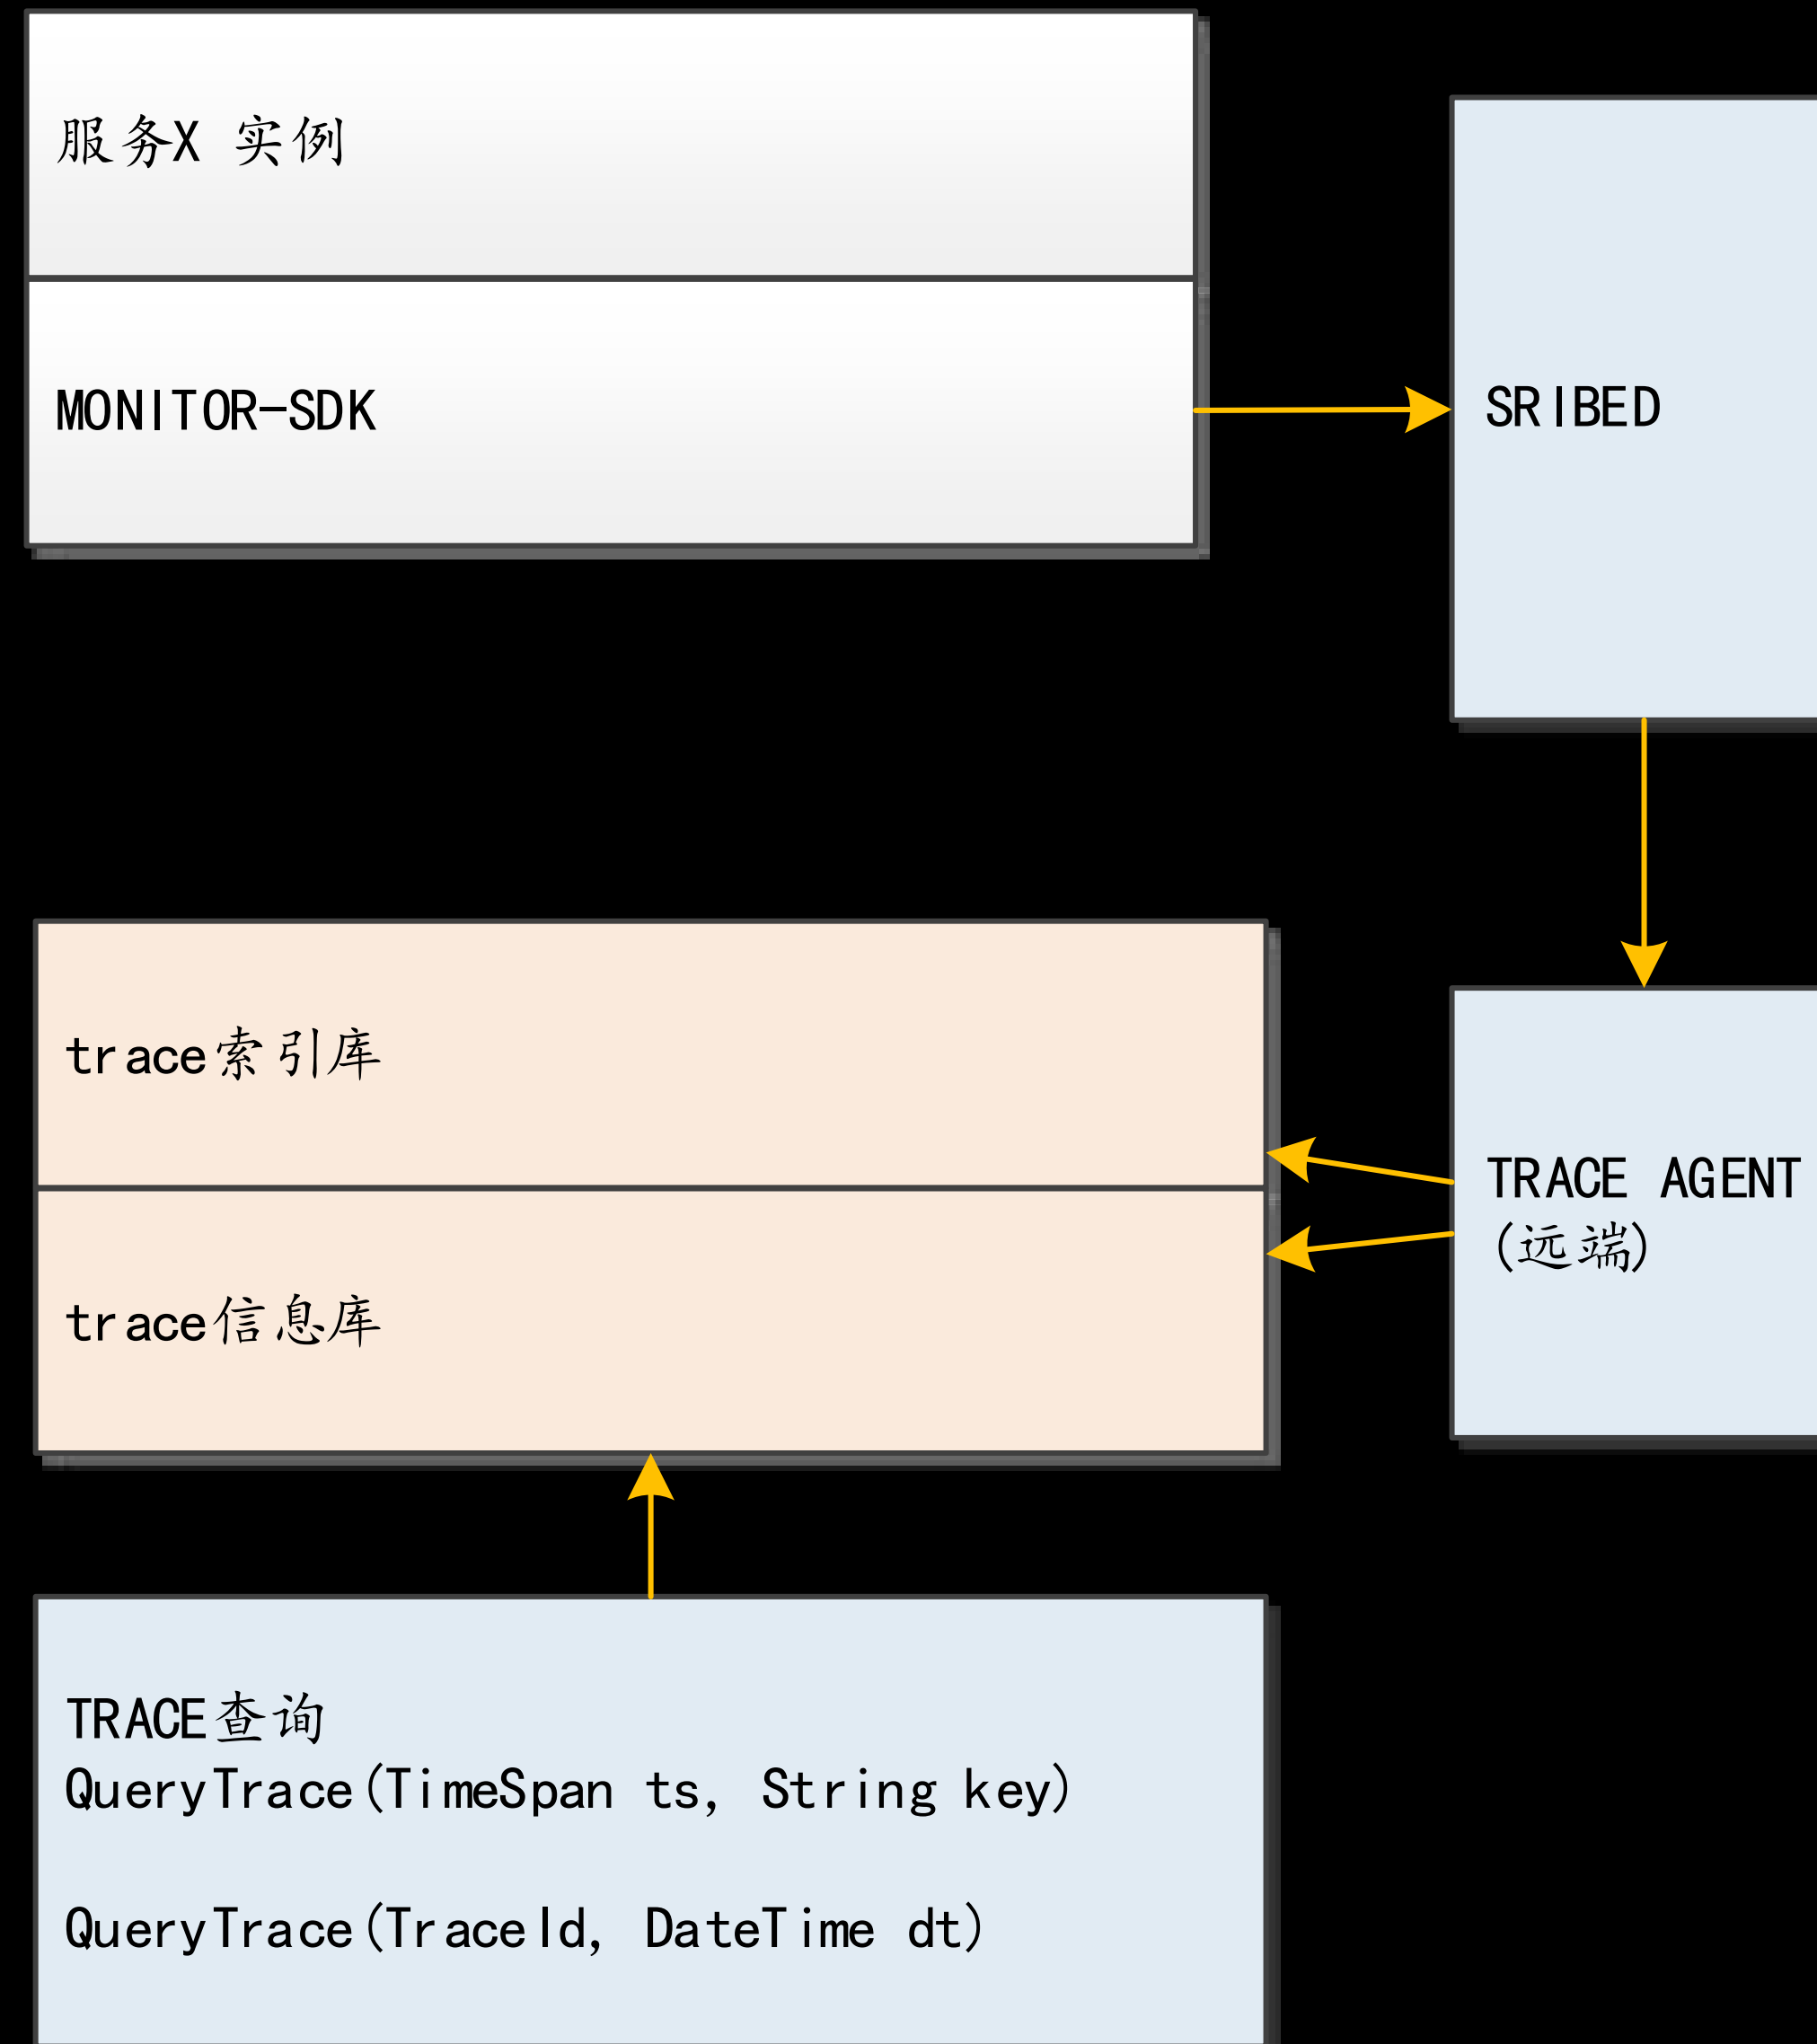 服务X 实例
MONITOR-SDK
SRIBED
trace索引库
TRACE AGENT
(远端)
trace信息库
TRACE查询
QueryTrace(TimeSpan ts, String key)
QueryTrace(TraceId, DateTime dt)